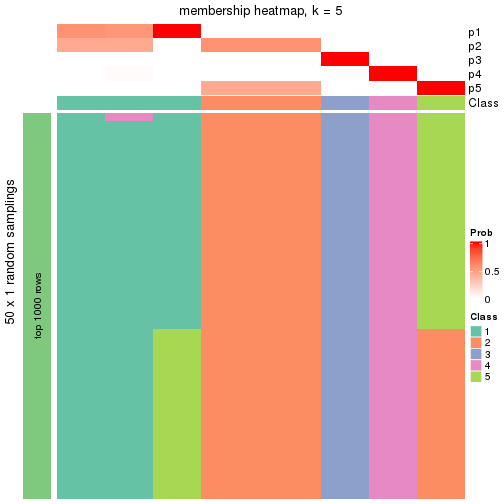 membership heatmap, k = 5
p1
p2
p3
p4
p5
Class
50 x 1 random samplings
top 1000 rows
Prob
1
0.5
0
Class
1
2
3
4
5